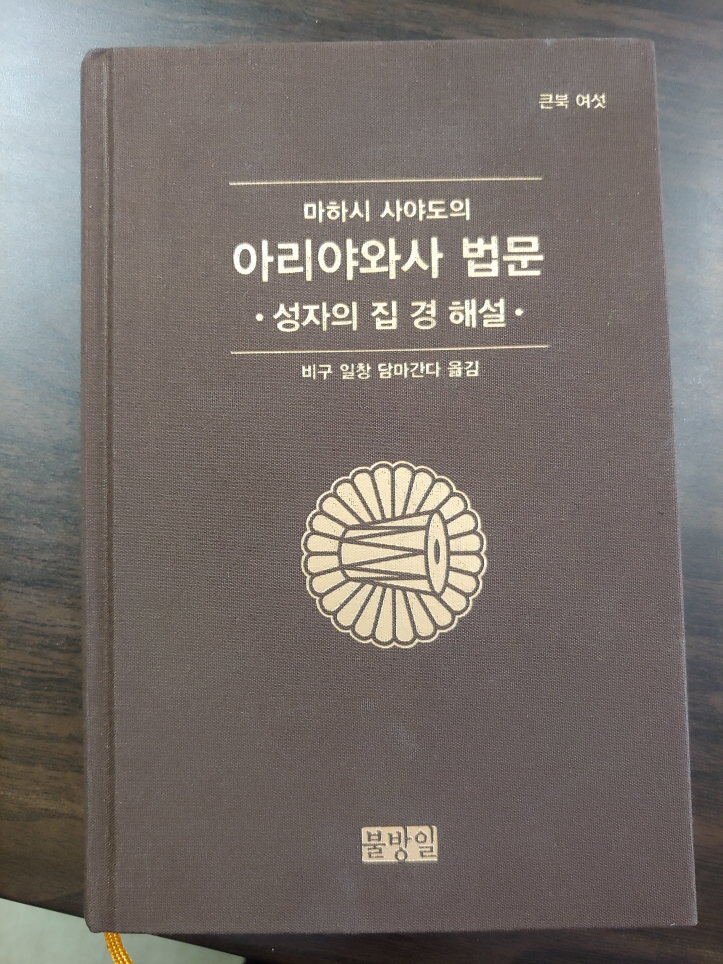 큰북 여섯
마하시 사야도의
아리야와사 법문
• 성자의 집 경 해설 •
비구 일창 담마간다 옮김
불방일